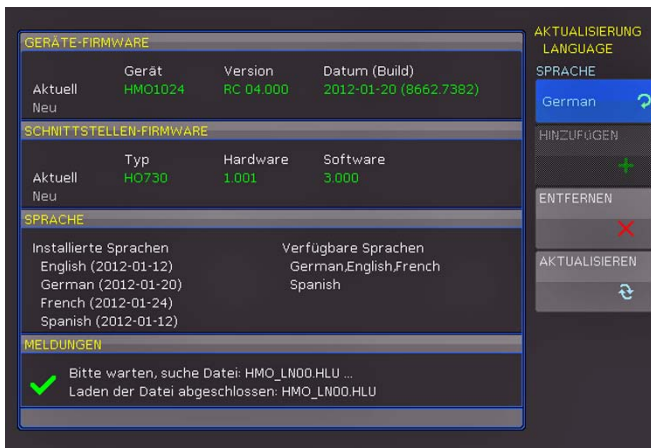 GERÄTE-FIRMWARE
Gerät Version Datum (Build)
Aktuell HMO1024 RC 04.000 2012-01-20 (8662.7382)
Neu
SCHNITTSTELLEN-FIRMWARE
Typ Hardware Software
Aktuell HO730 1.001 3.000
Neu
SPRACHE
Installierte Sprachen Verfügbare Sprachen
English (2012-01-12) German,English,French
German (2012-01-20) Spanish
French (2012-01-24)
Spanish (2012-01-12)
MELDUNGEN
Bitte warten, suche Datei: HMO_LN00.HLU ...
Laden der Datei abgeschlossen: HMO_LN00.HLU
AKTUALISIERUNG
LANGUAGE
SPRACHE
German
HINZUFÜGEN
ENTFERNEN
AKTUALISIEREN